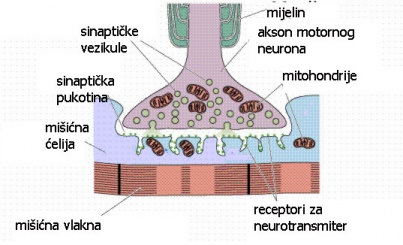 mijelin
sinaptičke
vezikule
akson motornog
neurona
sinaptička
pukotina
mitohondrije
mišićna
ćelija
mišićna vlakna
receptori za
neurotransmiter